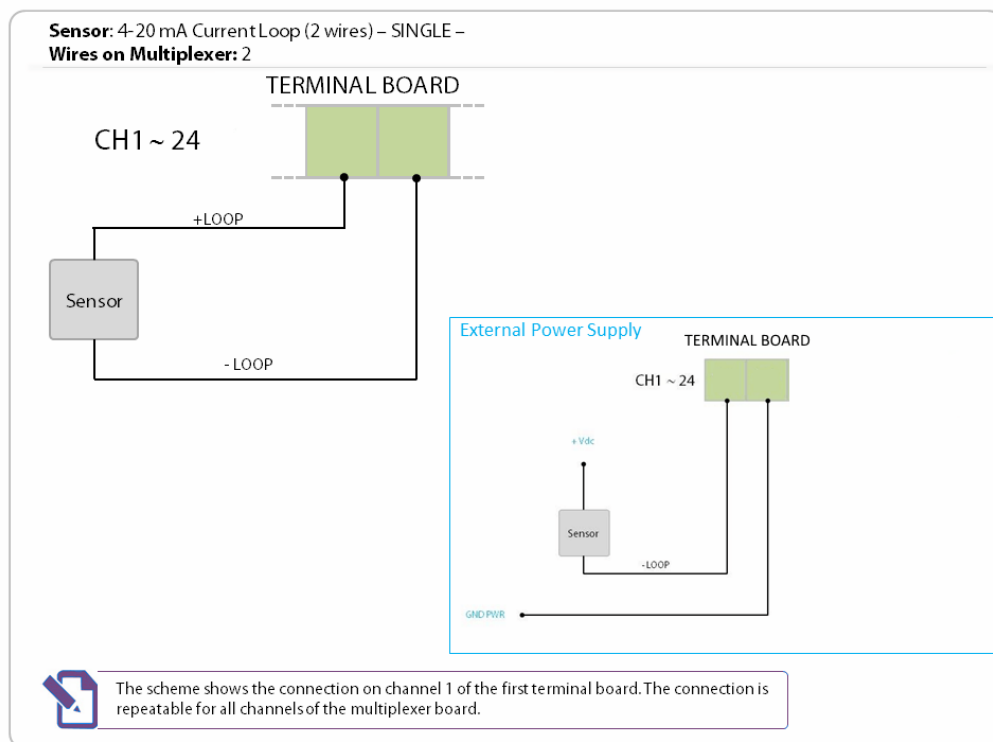 Sensor: 4-20 mA Current Loop (2 wires) – SINGLE –
Wires on Multiplexer: 2
TERMINAL BOARD
CH1 ~ 24
+LOOP
Sensor
- LOOP
External Power Supply
TERMINAL BOARD
CH1 ~ 24
+ Vdc
Sensor
-LOOP
GND PWR
The scheme shows the connection on channel 1 of the first terminal board. The connection is
repeatable for all channels of the multiplexer board.